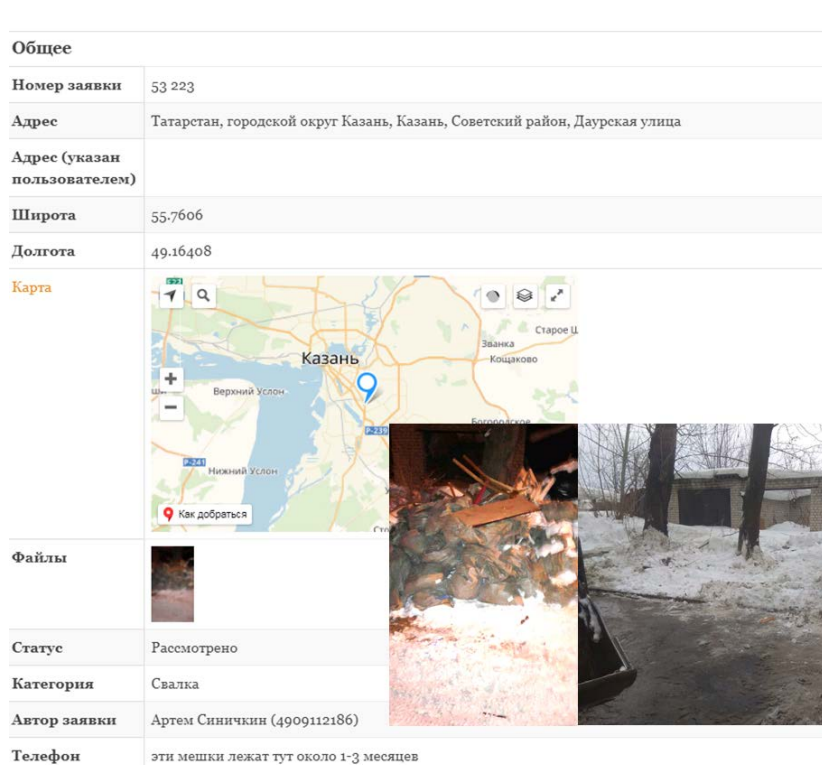 Общее
Номер заявки 53 223
Адрес Татарстан, городской округ Казань, Казань, Советский район, Даурская улица
Адрес (указан
пользователем)
Широта 55.7606
Долгота 49.16408
Карта
Старое
Званка
Казань
Кощаково
Верхний Услон
Богородское
Р-239
Р-241
Нижний Услон
Как добраться
Файлы
Статус Рассмотрено
Категория Свалка
Автор заявки Артем Синичкин (4909112186)
Телефон эти мешки лежат тут около 1-3 месяцев